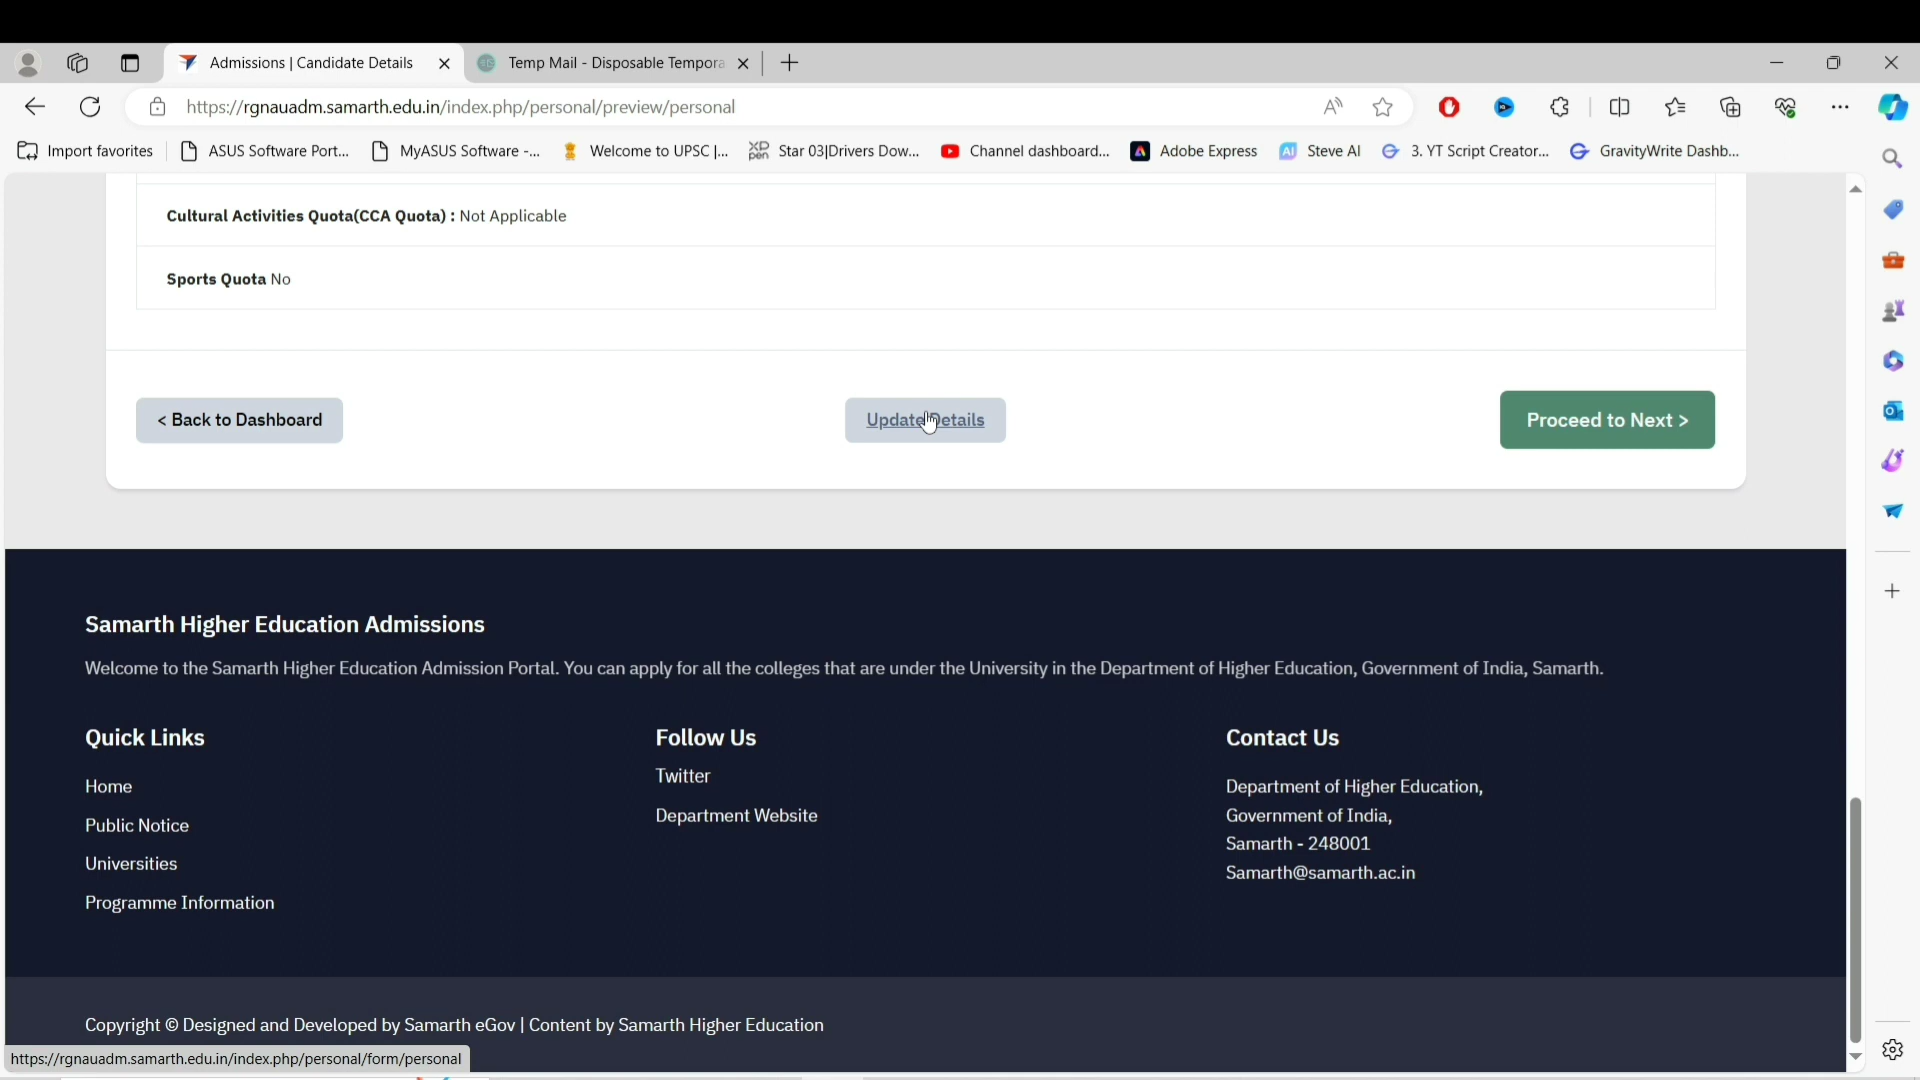 Admissions | Candidate Details
Temp Mail - Disposable Tempora
https://rgnauadm.samarth.edu.in/index.php/personal/preview/personal
Import favorites
ASUS Software Port...
MyASUS Software -...
Welcome to UPSC |...
Star 03|Drivers Dow...
Channel dashboard...
Adobe Express
Steve AI
3. YT Script Creator...
GravityWrite Dashb...
Cultural Activities Quota(CCA Quota) : Not Applicable
Sports Quota No
< Back to Dashboard
Update Details
Proceed to Next >
Samarth Higher Education Admissions
Welcome to the Samarth Higher Education Admission Portal. You can apply for all the colleges that are under the University in the Department of Higher Education, Government of India, Samarth.
Quick Links
Home
Public Notice
Universities
Programme Information
Follow Us
Twitter
Department Website
Contact Us
Department of Higher Education,
Government of India,
Samarth - 248001
Samarth@samarth.ac.in
Copyright © Designed and Developed by Samarth eGov | Content by Samarth Higher Education
https://rgnauadm.samarth.edu.in/index.php/personal/form/personal